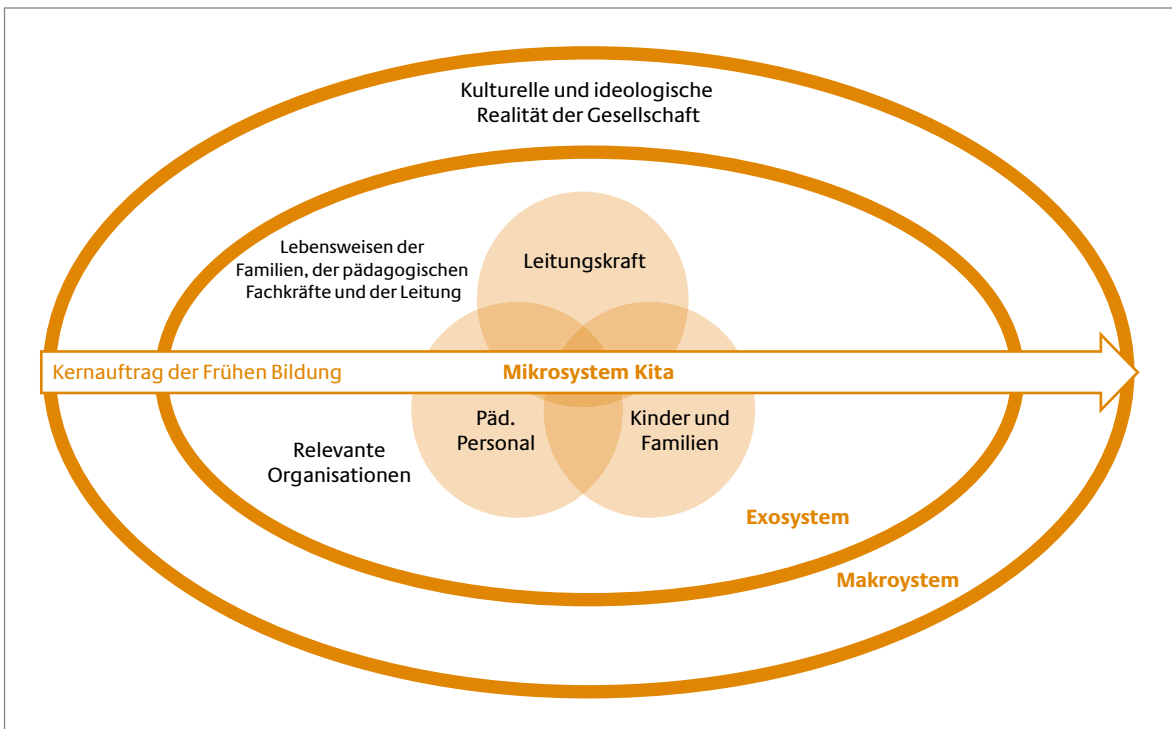 Kulturelle und ideologische
Realität der Gesellschaft
Lebensweisen der
Familien, der pädagogischen
Fachkräfte und der Leitung
Leitungskraft
Kernauftrag der Frühen Bildung
Mikrosystem Kita
Päd.
Personal
Kinder und
Familien
Relevante
Organisationen
Exosystem
Makroystem